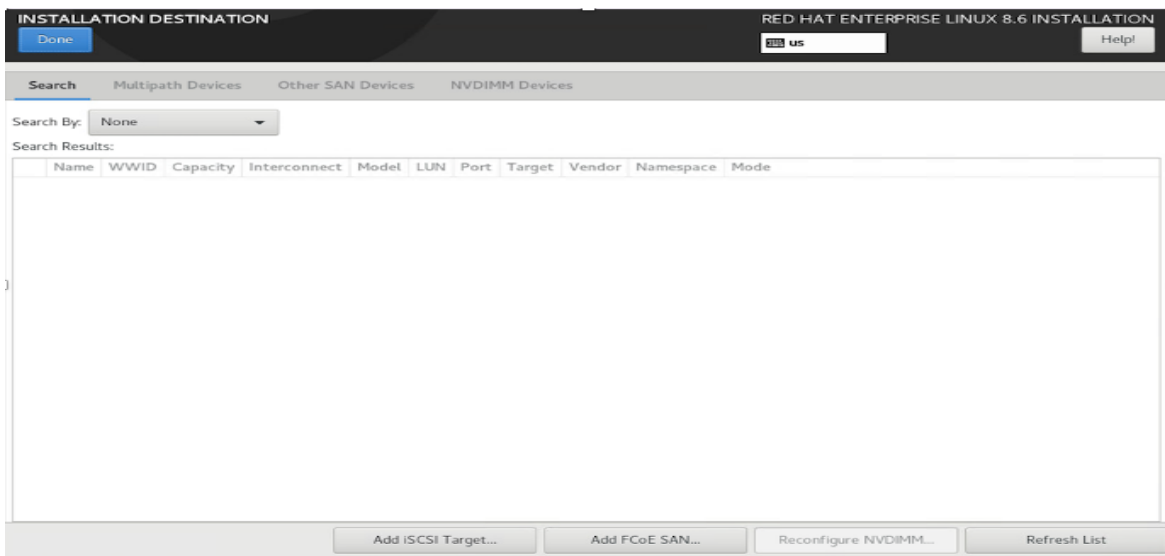 INSTALLATION DESTINATION RED HAT ENTERPRISE LINUX 8.6 INSTALLATION
Done us Help!
Search Multipath Devices Other SAN Devices NVDIMM Devices
Search By: None
Search Results:
Name WWID Capacity Interconnect Model LUN Port Target Vendor Namespace Mode
Add iSCSI Target... Add FCoE SAN... Reconfigure NVDIMM... Refresh List